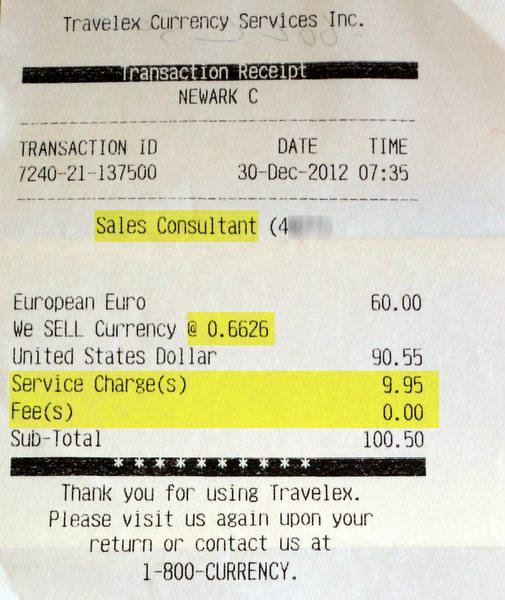 Travelex Currency Services Inc.
Transaction Receipt
NEWARK C
TRANSACTION ID DATE TIME
7240-21-137500 30-Dec-2012 07:35
Sales Consultant (4
European Euro 60.00
We SELL Currency @ 0.6626
United States Dollar 90.55
Service Charge(s) 9.95
Fee(s) 0.00
Sub-Total 100.50
* * * * * * * * * *
Thank you for using Travelex.
Please visit us again upon your
return or contact us at
1-800-CURRENCY.